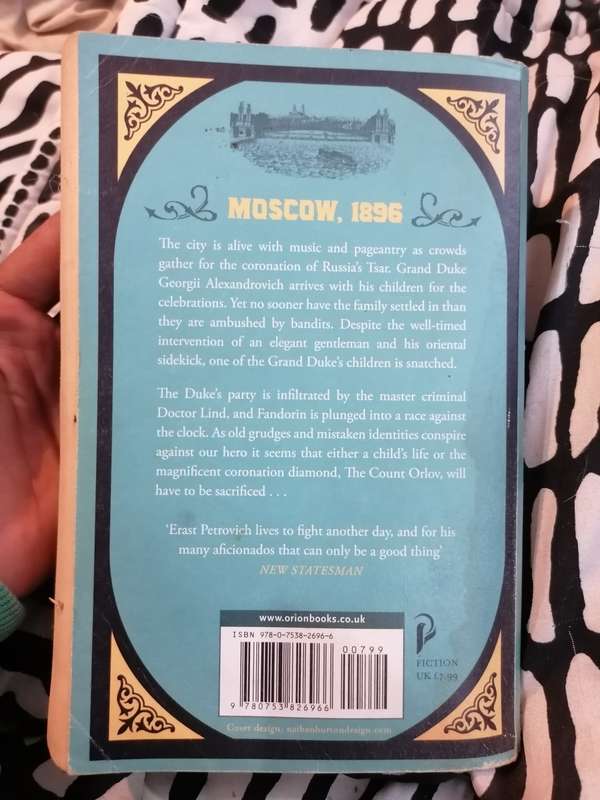 MOSCOW, 1896
The city is alive with music and pageantry as crowds
gather for the coronation of Russia's Tsar. Grand Duke
Georgii Alexandrovich arrives with his children for the
celebrations. Yet no sooner have the family settled in than
they are ambushed by bandits. Despite the well-timed
intervention of an elegant gentleman and his oriental
sidekick, one of the Grand Duke's children is snatched.
The Duke's party is infiltrated by the master criminal
Doctor Lind, and Fandorin is plunged into a race against
the clock. As old grudges and mistaken identities conspire
against our hero it seems that either a child's life or the
magnificent coronation diamond, The Count Orlov, will
have to be sacrificed . . .
'Erast Petrovich lives to fight another day, and for his
many aficionados that can only be a good thing'
NEW STATESMAN
www.orionbooks.co.uk
ISBN 978-0-7538-2696-6
00799
9 780753 826966
FICTION
UK £7.99
Cover design: nathanburtondesign.com